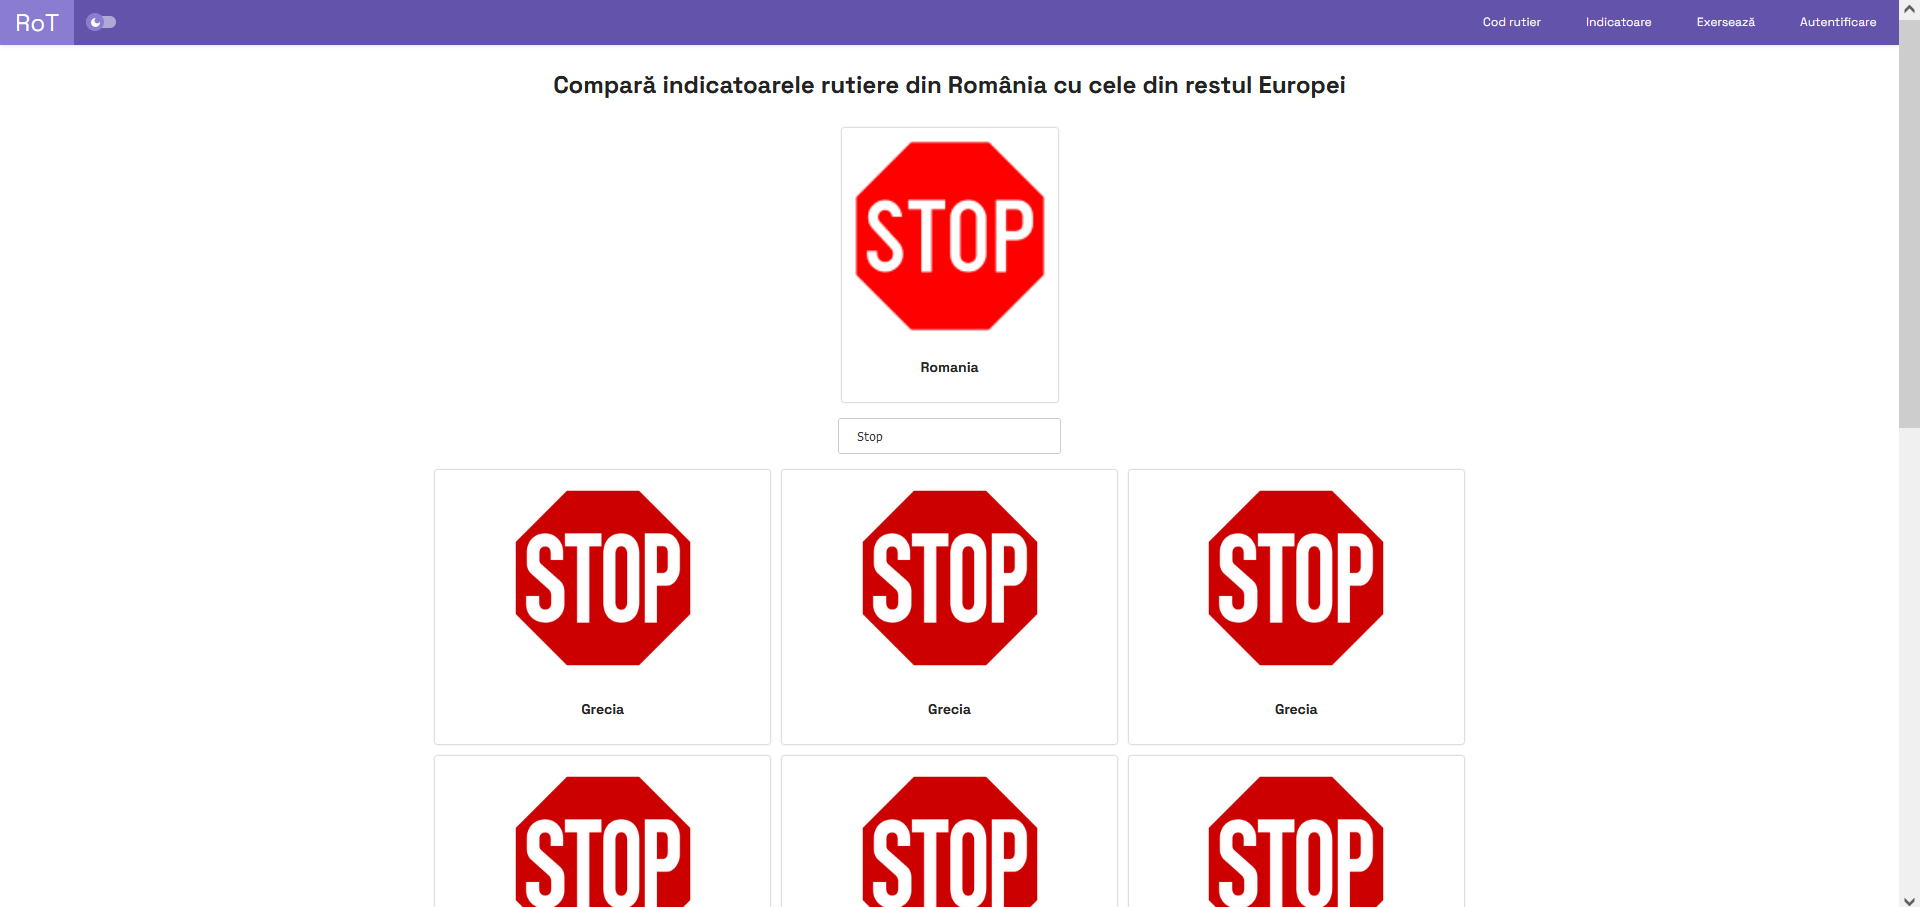 RoT
Cod rutier
Indicatoare
Exersează
Autentificare
Compară indicatoarele rutiere din România cu cele din restul Europei
STOP
Romania
Stop
STOP
STOP
STOP
Grecia
Grecia
Grecia
STOP
STOP
STOP